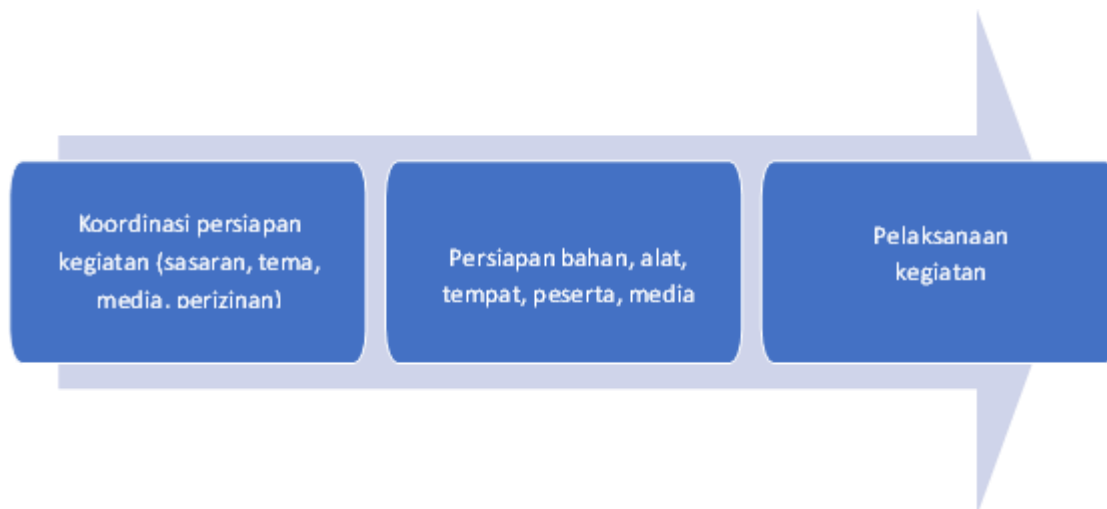 Koordinasi persiapan
kegiatan (sasaran, tema,
media, perizinan)
Persiapan bahan, alat,
tempat, peserta, media
Pelaksanaan
kegiatan